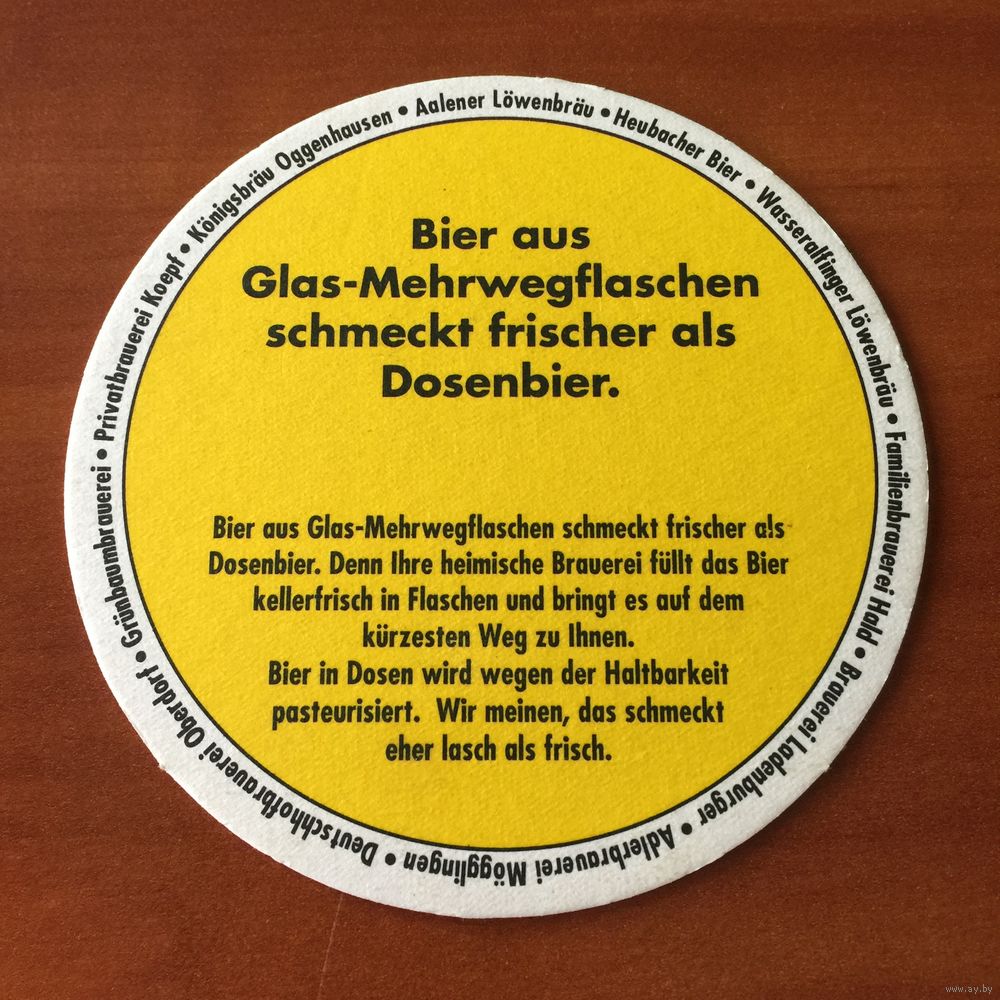 Aalener Löwenbräu • Heubacher Bier • Wasseralfinger Löwenbräu • Familienbrauerei Hald • Brauerei Ladenburger • Adlerbrauerei Mögglingen • Deutschhofbrauerei Oberdorf • Grünbaumbrauerei • Privatbrauerei Koepf • Königsbräu Oggenhausen •
Bier aus
Glas-Mehrwegflaschen
schmeckt frischer als
Dosenbier.
Bier aus Glas-Mehrwegflaschen schmeckt frischer als
Dosenbier. Denn Ihre heimische Brauerei füllt das Bier
kellerfrisch in Flaschen und bringt es auf dem
kürzesten Weg zu Ihnen.
Bier in Dosen wird wegen der Haltbarkeit
pasteurisiert. Wir meinen, das schmeckt
eher lasch als frisch.
www.ay.by